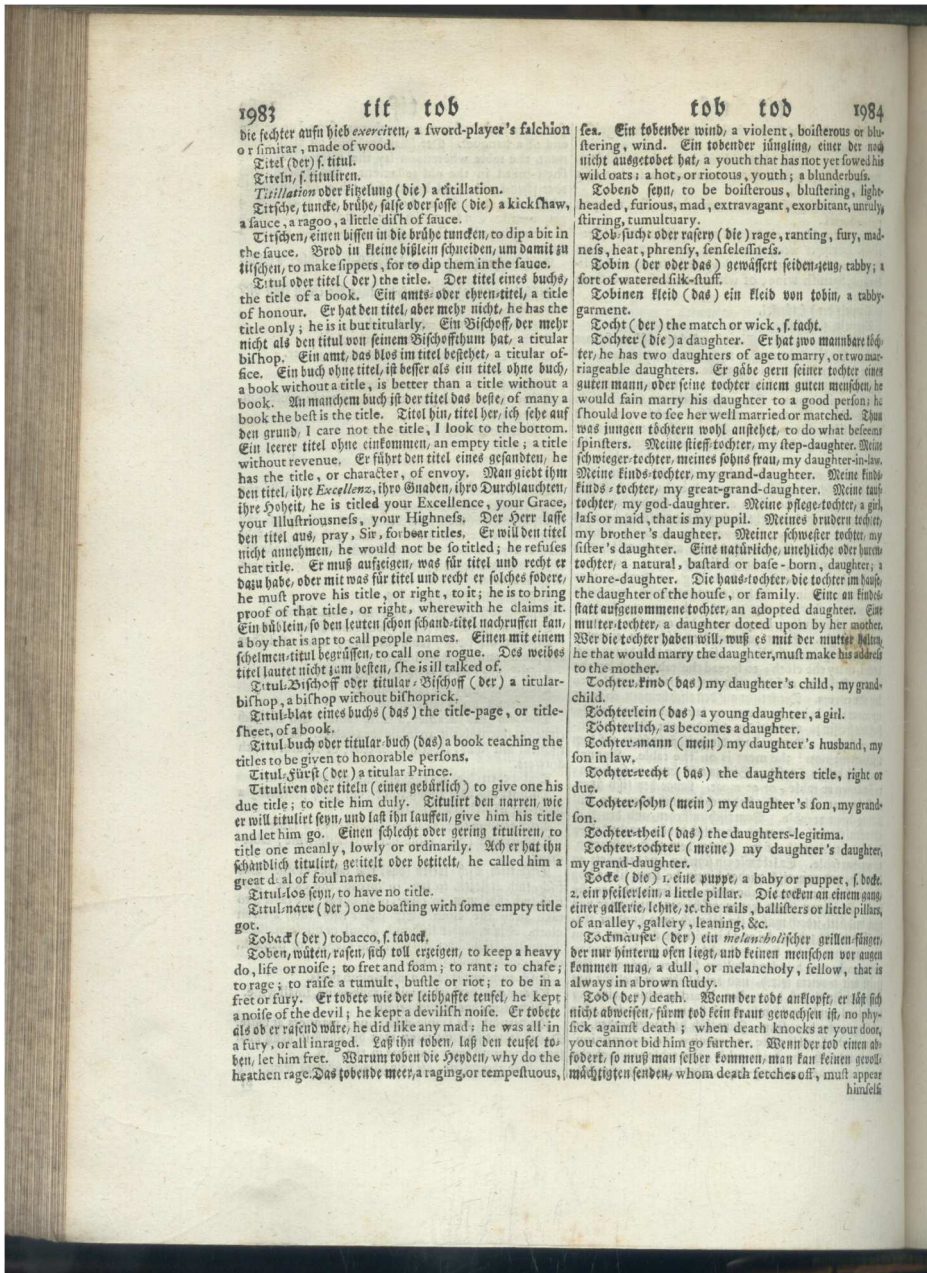 1983 tit tob
die fechter aufn hieb exerciren, a sword-player's falchion
or simitar, made of wood.
Titel (der) s. titul.
Titeln, s. tituliren.
Titillation oder kitzelung (die) a titillation.
Titsche, tuncke, brühe, salse oder sosse (die) a kickshaw,
a sauce, a ragoo, a little dish of sauce.
Titschen, einen bissen in die brühe tuncken, to dip a bit in
the sauce. Brod in kleine bißlein schneiden, um damit zu
titschen, to make sippers, for to dip them in the sauce.
Titul oder titel (der) the title. Der titel eines buchs,
the title of a book. Ein amts- oder ehren-titel, a title
of honour. Er hat den titel, aber mehr nicht, he has the
title only; he is it but titularly. Ein Bischoff, der mehr
nicht als den titul von seinem Bischoffthum hat, a titular
bishop. Ein amt, das blos im titel bestehet, a titular of-
fice. Ein buch ohne titel, ist besser als ein titel ohne buch,
a book without a title, is better than a title without a
book. An manchem buch ist der titel das beste, of many a
book the best is the title. Titel hin, titel her, ich sehe auf
den grund, I care not the title, I look to the bottom.
Ein leerer titel ohne einkommen, an empty title; a title
without revenue. Er führt den titel eines gesandten, he
has the title, or character, of envoy. Man giebt ihm
den titel, ihre Excellenz, ihro Gnaden, ihro Durchlauchten,
ihre Hoheit, he is titled your Excellence, your Grace,
your Illustriousness, your Highness. Der Herr lasse
den titel aus, pray, Sir, forbear titles. Er will den titel
nicht annehmen, he would not be so titled; he refuses
that title. Er muß aufzeigen, was für titul und recht er
dazu habe, oder mit was für titul und recht er solches fodere,
he must prove his title, or right, to it; he is to bring
proof of that title, or right, wherewith he claims it.
Ein büblein, so den leuten schon schand-titel nachruffen kan,
a boy that is apt to call people names. Einen mit einem
schelmen-titul begrüssen, to call one rogue. Des weibes
titel lautet nicht zum besten, she is ill talked of.
Titul-Bischoff oder titular-Bischoff (der) a titular-
bishop, a bishop without bishoprick.
Titul-blat eines buchs (das) the title-page, or title-
sheet, of a book.
Titul buch oder titular-buch (das) a book teaching the
titles to be given to honorable persons.
Titul-Fürst (der) a titular Prince.
Tituliren oder titeln (einen gebürlich) to give one his
due title; to title him duly. Titulirt den narren, wie
er will titulirt seyn, und last ihn lauffen, give him his title
and let him go. Einen schlecht oder gering tituliren, to
title one meanly, lowly or ordinarily. Ach er hat ihn
schändlich titulirt, getitelt oder betitelt, he called him a
great deal of foul names.
Titul-los seyn, to have no title.
Titul-narr (der) one boasting with some empty title
got.
Toback (der) tobacco, s. taback.
Toben, wüten, rasen, sich toll erzeigen, to keep a heavy
do, life or noise; to fret and foam; to rant; to chafe;
to rage; to raise a tumult, bustle or riot; to be in a
fret or fury. Er tobete wie der leibhaffte teufel, he kept
a noise of the devil; he kept a devilish noise. Er tobete
als ob er rasend wäre, he did like any mad: he was all in
a fury, or all inraged. Laß ihn toben, laß den teufel to-
ben, let him fret. Warum toben die Heyden, why do the
heathen rage. Das tobende meer, a raging, or tempestuous,
tob tod 1984
sea. Ein tobender wind, a violent, boisterous or blu-
stering, wind. Ein tobender jüngling, einer der noch
nicht ausgetobet hat, a youth that has not yet sowed his
wild oats; a hot, or riotous, youth; a blunderbuss.
Tobend seyn, to be boisterous, blustering, light-
headed, furious, mad, extravagant, exorbitant, unruly,
stirring, tumultuary.
Tob-sucht oder rasery (die) rage, ranting, fury, mad-
ness, heat, phrensy, senselessness.
Tobin (der oder das) gewässert seiden-zeug, tabby; a
sort of watered silk-stuff.
Tobinen kleid (das) ein kleid von tobin, a tabby-
garment.
Tocht (der) the match or wick, s. tacht.
Tochter (die) a daughter. Er hat zwo mannbare töch-
ter, he has two daughters of age to marry, or two mar-
riageable daughters. Er gäbe gern seiner tochter einen
guten mann, oder seine tochter einem guten menschen, he
would fain marry his daughter to a good person; he
should love to see her well married or matched. Thun
was jungen töchtern wohl anstehet, to do what beseems
spinsters. Meine stieff-tochter, my step-daughter. Meine
schwieger-tochter, meines sohns frau, my daughter-in-law.
Meine kinds-tochter, my grand-daughter. Meine kinds-
kinds-tochter, my great-grand-daughter. Meine tauf-
tochter, my god-daughter. Meine pflege-tochter, a girl,
lass or maid, that is my pupil. Meines brudern tochter,
my brother's daughter. Meiner schwester tochter, my
sister's daughter. Eine natürliche, unehliche oder huren-
tochter, a natural, bastard or base-born, daughter; a
whore-daughter. Die haus-tochter, die tochter im hause,
the daughter of the house, or family. Eine an kindes-
statt aufgenommene tochter, an adopted daughter. Eine
mutter-tochter, a daughter doted upon by her mother.
Wer die tochter haben will, muß es mit der mutter halten,
he that would marry the daughter, must make his address
to the mother.
Tochter-kind (das) my daughter's child, my grand-
child.
Töchterlein (das) a young daughter, a girl.
Töchterlich, as becomes a daughter.
Tochter-mann (mein) my daughter's husband, my
son in law.
Tochter-recht (das) the daughters title, right or
due.
Tochter-sohn (mein) my daughter's son, my grand-
son.
Tochter-theil (das) the daughters-legitima.
Tochter-tochter (meine) my daughter's daughter,
my grand-daughter.
Tocke (die) 1. eine puppe, a baby or puppet, s. docke.
2. ein pfeilerlein, a little pillar. Die tocken an einem gang,
einer gallerie, lehne, &c. the rails, ballisters or little pillars,
of an alley, gallery, leaning, &c.
Tockmäuser (der) ein melancholischer grillen-fänger,
der nur hinterm ofen liegt, und keinen menschen vor augen
kommen mag, a dull, or melancholy, fellow, that is
always in a brown study.
Tod (der) death. Wenn der todt anklopft, er läst sich
nicht abweisen, fürm tod kein kraut gewachsen ist, no phy-
sick against death; when death knocks at your door,
you cannot bid him go further. Wenn der tod einen ab-
fodert, so muß man selber kommen, man kan keinen gevoll-
mächtigten senden, whom death fetches off, must appear
himself